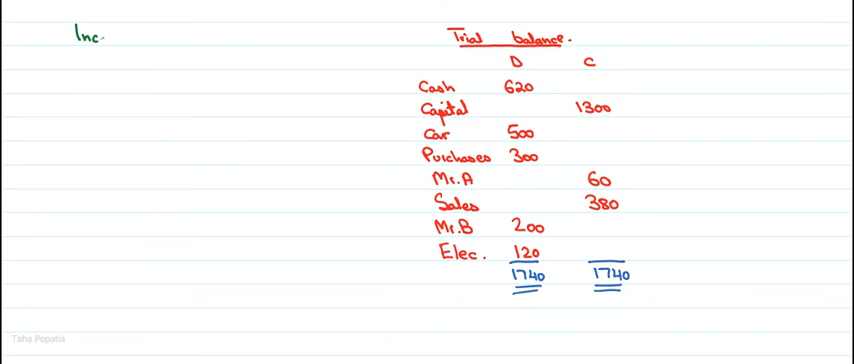 Inc.
Trial balance.
D C
Cash 620
Capital 1300
Car 500
Purchases 300
Mr.A 60
Sales 380
Mr.B 200
Elec. 120
1740 1740
Taha Popatia